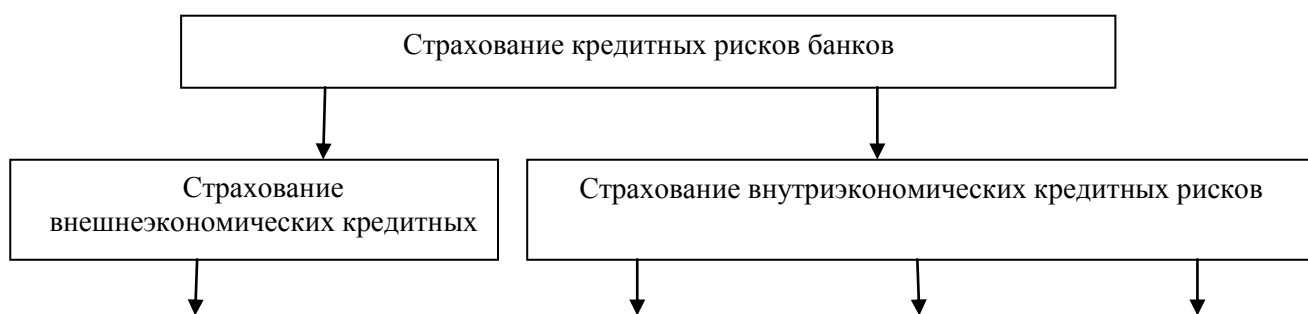 Страхование кредитных рисков банков
Страхование
внешнеэкономических кредитных
Страхование внутриэкономических кредитных рисков